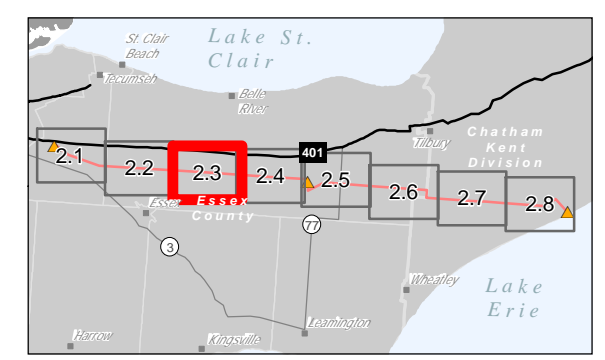 St. Clair
Beach
Lake St.
Clair
Tecumseh
Belle
River
401
Tilbury
Chatham
Kent
Division
2.1
2.2
2.3
2.4
2.5
2.6
2.7
2.8
Essex
Essex
County
77
3
Wheatley
Lake
Erie
Leamington
Harrow
Kingsville